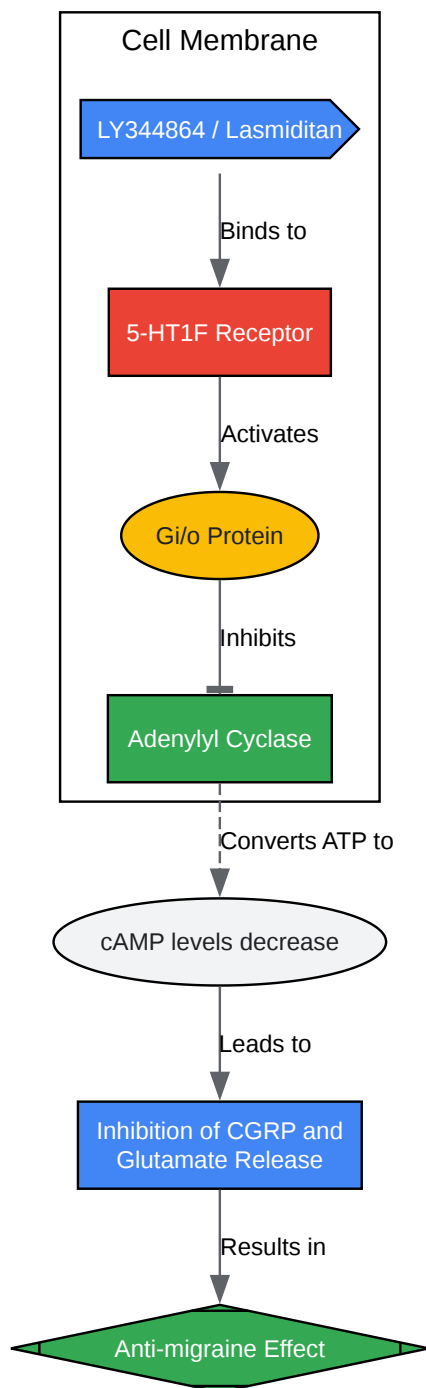 Cell Membrane
LY344864 / Lasmiditan
Binds to
5-HT1F Receptor
Activates
Gi/o Protein
Inhibits
Adenylyl Cyclase
Converts ATP to
cAMP levels decrease
Leads to
Inhibition of CGRP and
Glutamate Release
Results in
Anti-migraine Effect